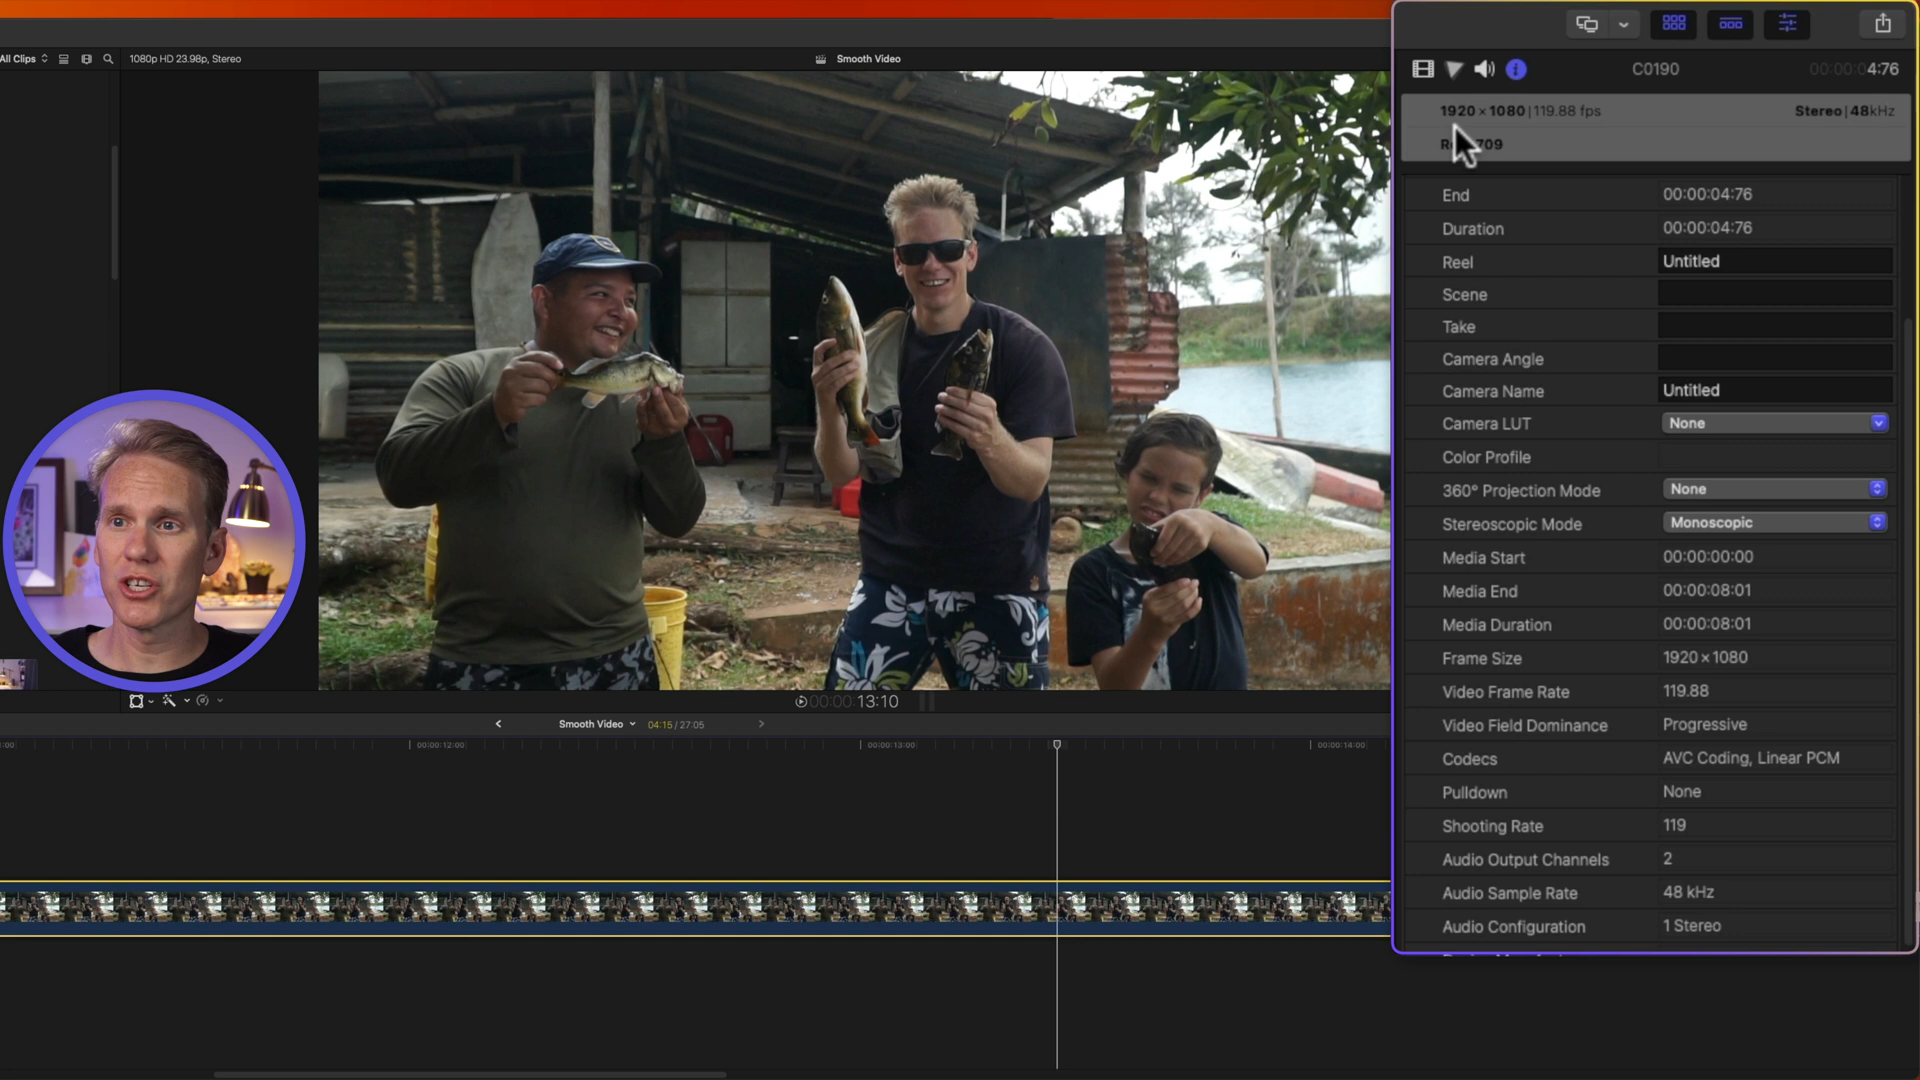 All Clips
1080p HD 23.98p, Stereo
Smooth Video
C0190
00:00:04:76
1920 × 1080 | 119.88 fps
Stereo | 48kHz
709
End 00:00:04:76
Duration 00:00:04:76
Reel Untitled
Scene
Take
Camera Angle
Camera Name Untitled
Camera LUT None
Color Profile
360° Projection Mode None
Stereoscopic Mode Monoscopic
Media Start 00:00:00:00
Media End 00:00:08:01
Media Duration 00:00:08:01
Frame Size 1920 × 1080
Video Frame Rate 119.88
Video Field Dominance Progressive
Codecs AVC Coding, Linear PCM
Pulldown None
Shooting Rate 119
Audio Output Channels 2
Audio Sample Rate 48 kHz
Audio Configuration 1 Stereo
00:00:13:10
Smooth Video 04:15 / 27:05
:00 00:00:12:00 00:00:13:00 00:00:14:00